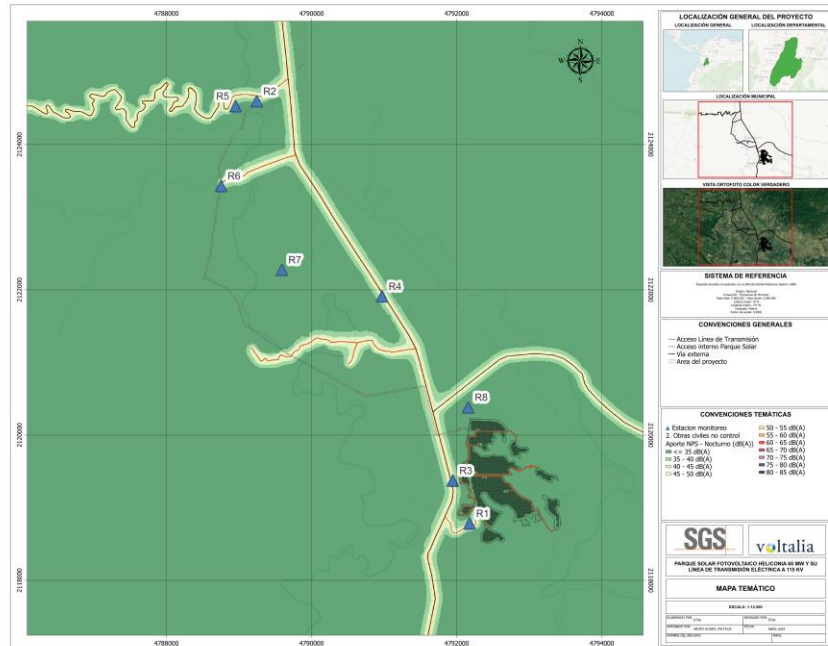 4788000 4790000 4792000 4794000
N
W E
S
R5 R2
R6
R7
R4
R8
R3
R1
2124000 2124000
2122000 2122000
2120000 2120000
2118000 2118000
4788000 4790000 4792000 4794000
LOCALIZACIÓN GENERAL DEL PROYECTO
LOCALIZACIÓN GENERAL LOCALIZACIÓN DEPARTAMENTAL
LOCALIZACIÓN MUNICIPAL
VISTA ORTOFOTO COLOR VERDADERO
SISTEMA DE REFERENCIA
CONVENCIONES GENERALES
Acceso Línea de Transmisión
Acceso interno Parque Solar
Vía externa
Area del proyecto
CONVENCIONES TEMÁTICAS
Estacion monitoreo
2. Obras civiles no control
Aporte NPS - Nocturno (dB(A))
<= 35 dB(A)
35 - 40 dB(A)
40 - 45 dB(A)
45 - 50 dB(A)
50 - 55 dB(A)
55 - 60 dB(A)
60 - 65 dB(A)
65 - 70 dB(A)
70 - 75 dB(A)
75 - 80 dB(A)
80 - 85 dB(A)
SGS voltalia
PARQUE SOLAR FOTOVOLTAICO HELICONIA 60 MW Y SU
LÍNEA DE TRANSMISIÓN ELÉCTRICA A 115 KV
MAPA TEMÁTICO